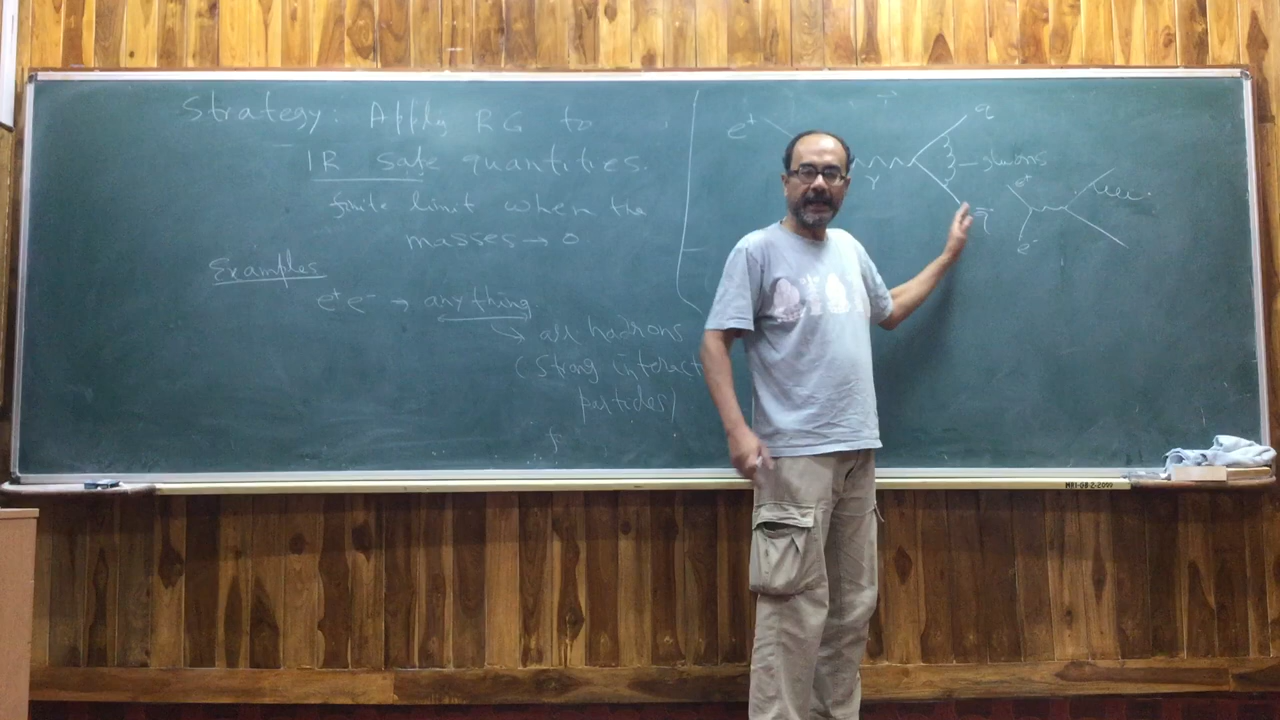 Strategy: Apply RG to
IR safe quantities.
finite limit when the
masses → 0
Examples
e⁺e⁻ → anything
↳ all hadrons
(Strong interact
particles)
e⁺
γ
q
gluons
q̄
e⁺
e⁻